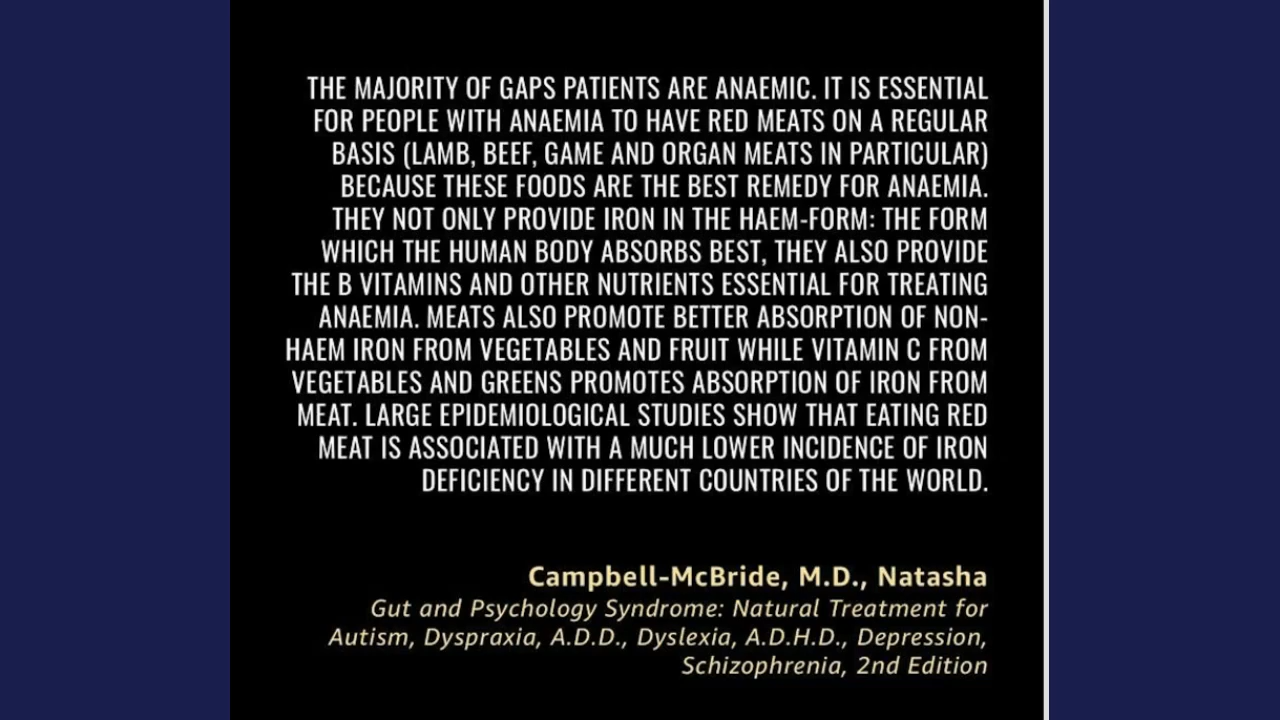 THE MAJORITY OF GAPS PATIENTS ARE ANAEMIC. IT IS ESSENTIAL
FOR PEOPLE WITH ANAEMIA TO HAVE RED MEATS ON A REGULAR
BASIS (LAMB, BEEF, GAME AND ORGAN MEATS IN PARTICULAR)
BECAUSE THESE FOODS ARE THE BEST REMEDY FOR ANAEMIA.
THEY NOT ONLY PROVIDE IRON IN THE HAEM-FORM: THE FORM
WHICH THE HUMAN BODY ABSORBS BEST, THEY ALSO PROVIDE
THE B VITAMINS AND OTHER NUTRIENTS ESSENTIAL FOR TREATING
ANAEMIA. MEATS ALSO PROMOTE BETTER ABSORPTION OF NON-
HAEM IRON FROM VEGETABLES AND FRUIT WHILE VITAMIN C FROM
VEGETABLES AND GREENS PROMOTES ABSORPTION OF IRON FROM
MEAT. LARGE EPIDEMIOLOGICAL STUDIES SHOW THAT EATING RED
MEAT IS ASSOCIATED WITH A MUCH LOWER INCIDENCE OF IRON
DEFICIENCY IN DIFFERENT COUNTRIES OF THE WORLD.
Campbell-McBride, M.D., Natasha
Gut and Psychology Syndrome: Natural Treatment for
Autism, Dyspraxia, A.D.D., Dyslexia, A.D.H.D., Depression,
Schizophrenia, 2nd Edition